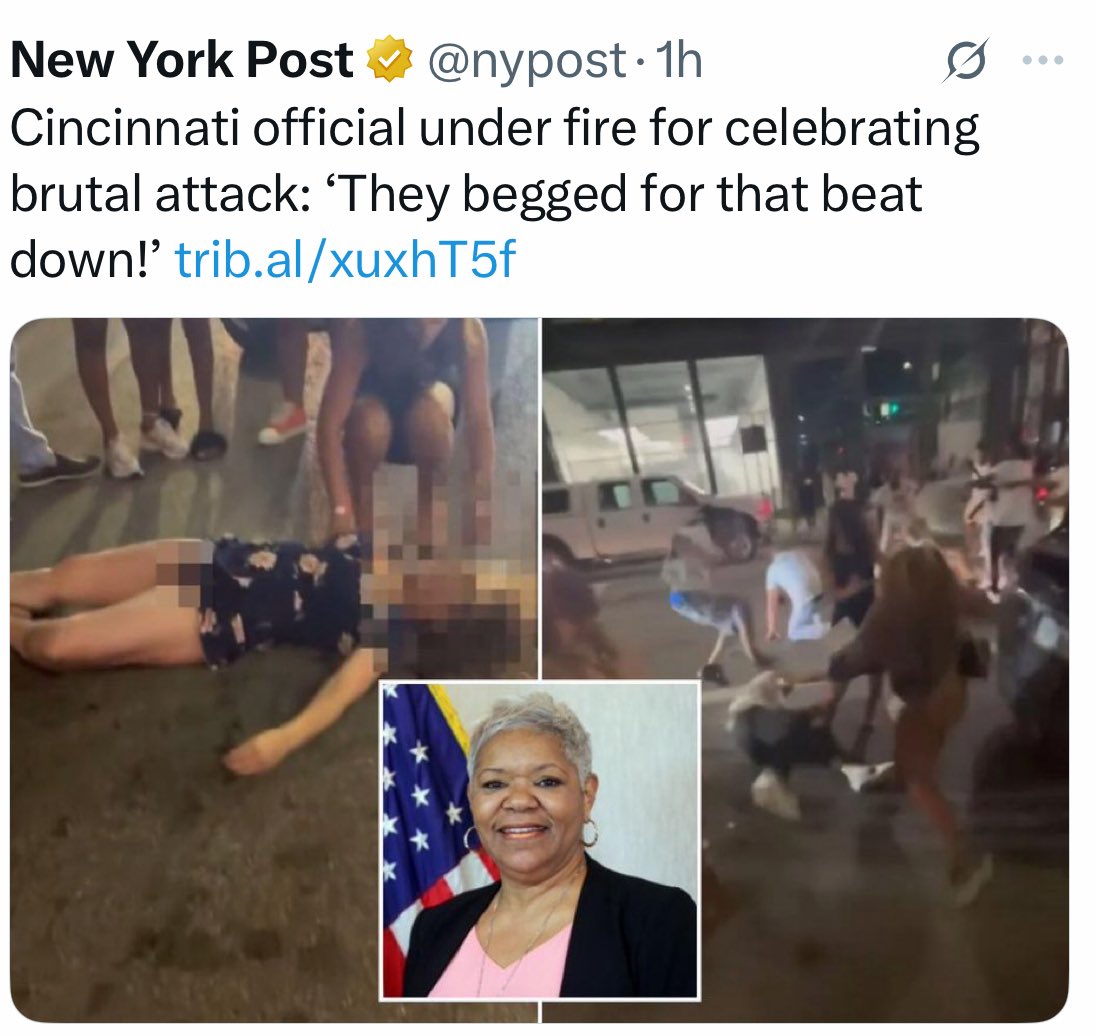 New York Post @nypost · 1h
Cincinnati official under fire for celebrating
brutal attack: ‘They begged for that beat
down!’ trib.al/xuxhT5f